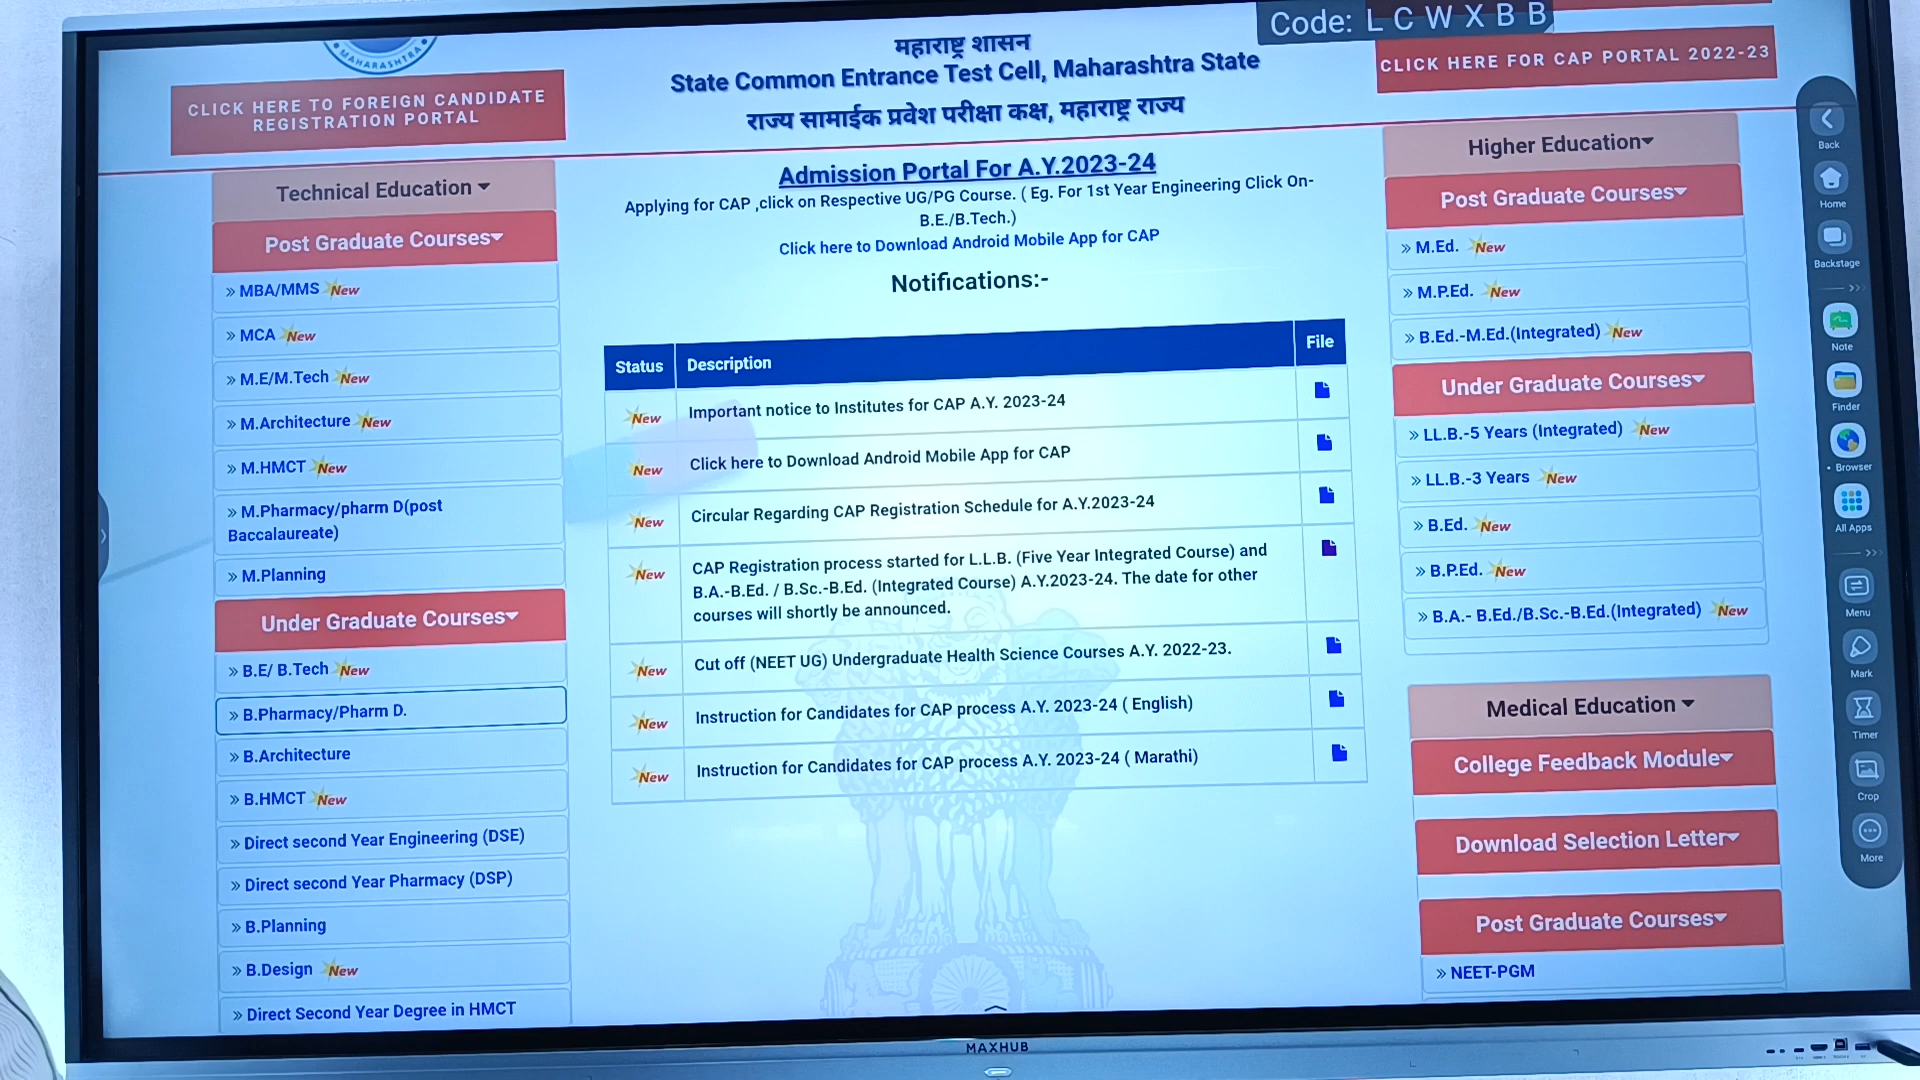 Code: L C W X B B
MAHARASHTRA
महाराष्ट्र शासन
State Common Entrance Test Cell, Maharashtra State
राज्य सामाईक प्रवेश परीक्षा कक्ष, महाराष्ट्र राज्य
CLICK HERE TO FOREIGN CANDIDATE
REGISTRATION PORTAL
CLICK HERE FOR CAP PORTAL 2022-23
Technical Education
Post Graduate Courses
» MBA/MMS New
» MCA New
» M.E/M.Tech New
» M.Architecture New
» M.HMCT New
» M.Pharmacy/pharm D(post
Baccalaureate)
» M.Planning
Under Graduate Courses
» B.E/ B.Tech New
» B.Pharmacy/Pharm D.
» B.Architecture
» B.HMCT New
» Direct second Year Engineering (DSE)
» Direct second Year Pharmacy (DSP)
» B.Planning
» B.Design New
» Direct Second Year Degree in HMCT
Admission Portal For A.Y.2023-24
Applying for CAP ,click on Respective UG/PG Course. ( Eg. For 1st Year Engineering Click On-
B.E./B.Tech.)
Click here to Download Android Mobile App for CAP
Notifications:-
Status Description File
New Important notice to Institutes for CAP A.Y. 2023-24
New Click here to Download Android Mobile App for CAP
New Circular Regarding CAP Registration Schedule for A.Y.2023-24
New CAP Registration process started for L.L.B. (Five Year Integrated Course) and
B.A.-B.Ed. / B.Sc.-B.Ed. (Integrated Course) A.Y.2023-24. The date for other
courses will shortly be announced.
New Cut off (NEET UG) Undergraduate Health Science Courses A.Y. 2022-23.
New Instruction for Candidates for CAP process A.Y. 2023-24 ( English)
New Instruction for Candidates for CAP process A.Y. 2023-24 ( Marathi)
Higher Education
Post Graduate Courses
» M.Ed. New
» M.P.Ed. New
» B.Ed.-M.Ed.(Integrated) New
Under Graduate Courses
» LL.B.-5 Years (Integrated) New
» LL.B.-3 Years New
» B.Ed. New
» B.P.Ed. New
» B.A.- B.Ed./B.Sc.-B.Ed.(Integrated) New
Medical Education
College Feedback Module
Download Selection Letter
Post Graduate Courses
» NEET-PGM
Back
Home
Backstage
Note
Finder
Browser
All Apps
Menu
Mark
Timer
Crop
More
MAXHUB